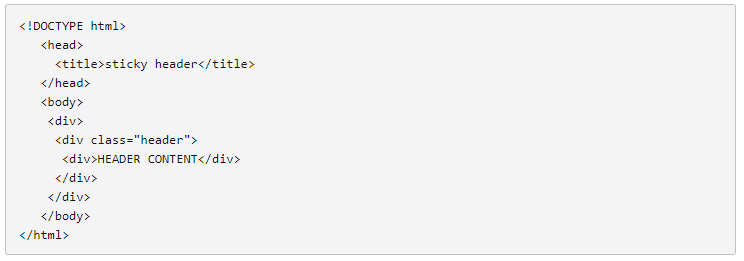 <!DOCTYPE html>
<head>
<title>sticky header</title>
</head>
<body>
<div>
<div class="header">
<div>HEADER CONTENT</div>
</div>
</div>
</body>
</html>